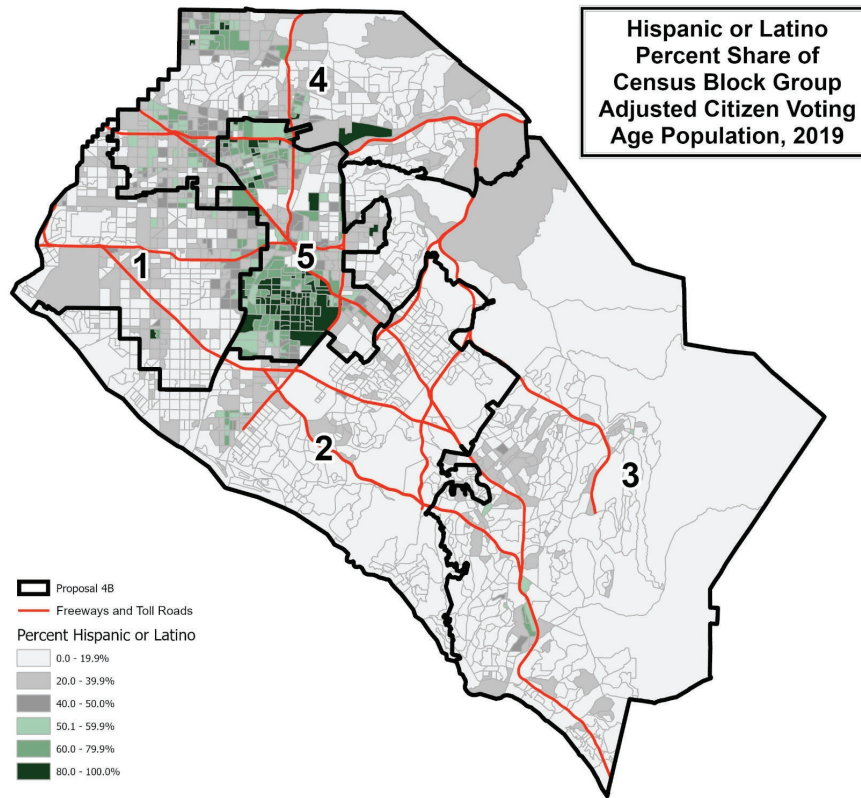 Hispanic or Latino
Percent Share of
Census Block Group
Adjusted Citizen Voting
Age Population, 2019
4
1
5
2
3
Proposal 4B
Freeways and Toll Roads
Percent Hispanic or Latino
0.0 - 19.9%
20.0 - 39.9%
40.0 - 50.0%
50.1 - 59.9%
60.0 - 79.9%
80.0 - 100.0%